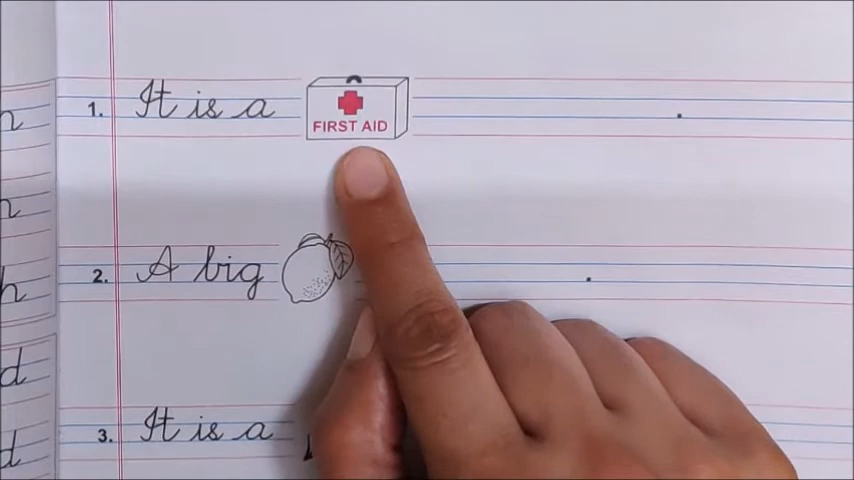 1. It is a FIRST AID .
2. A big .
3. It is a
n
n
h
d
d